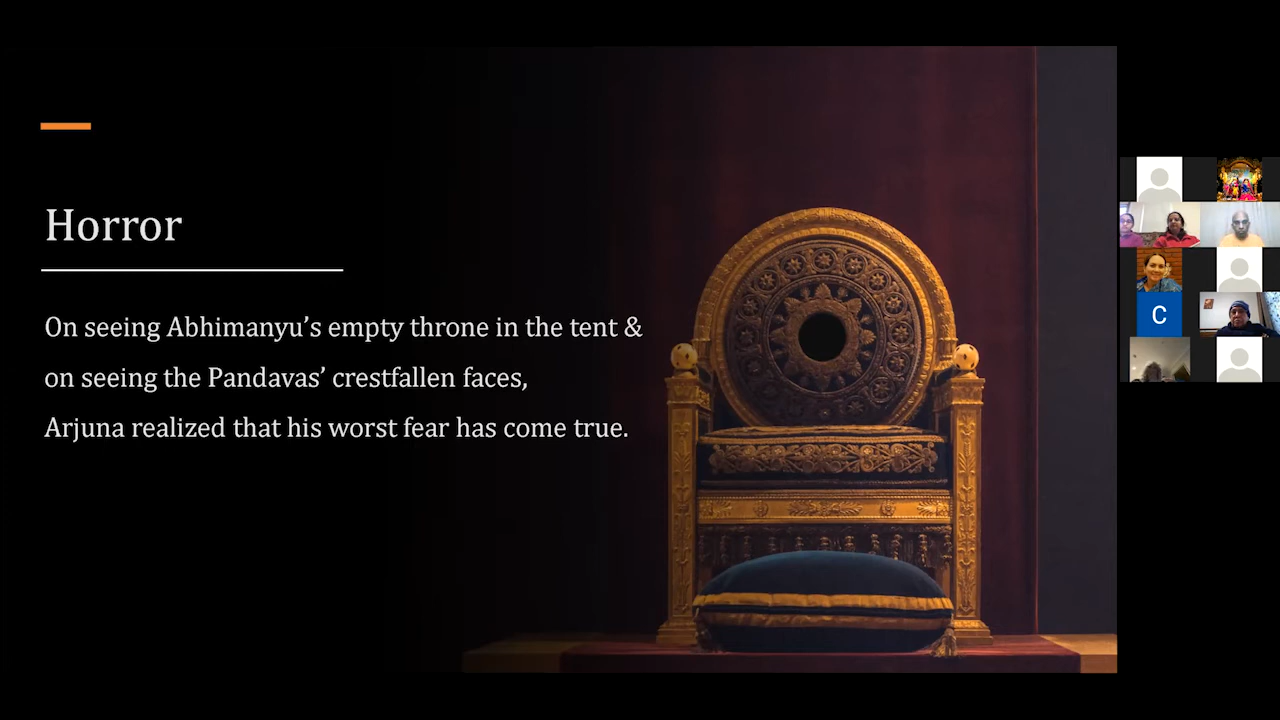 Horror
On seeing Abhimanyu’s empty throne in the tent &
on seeing the Pandavas’ crestfallen faces,
Arjuna realized that his worst fear has come true.
C